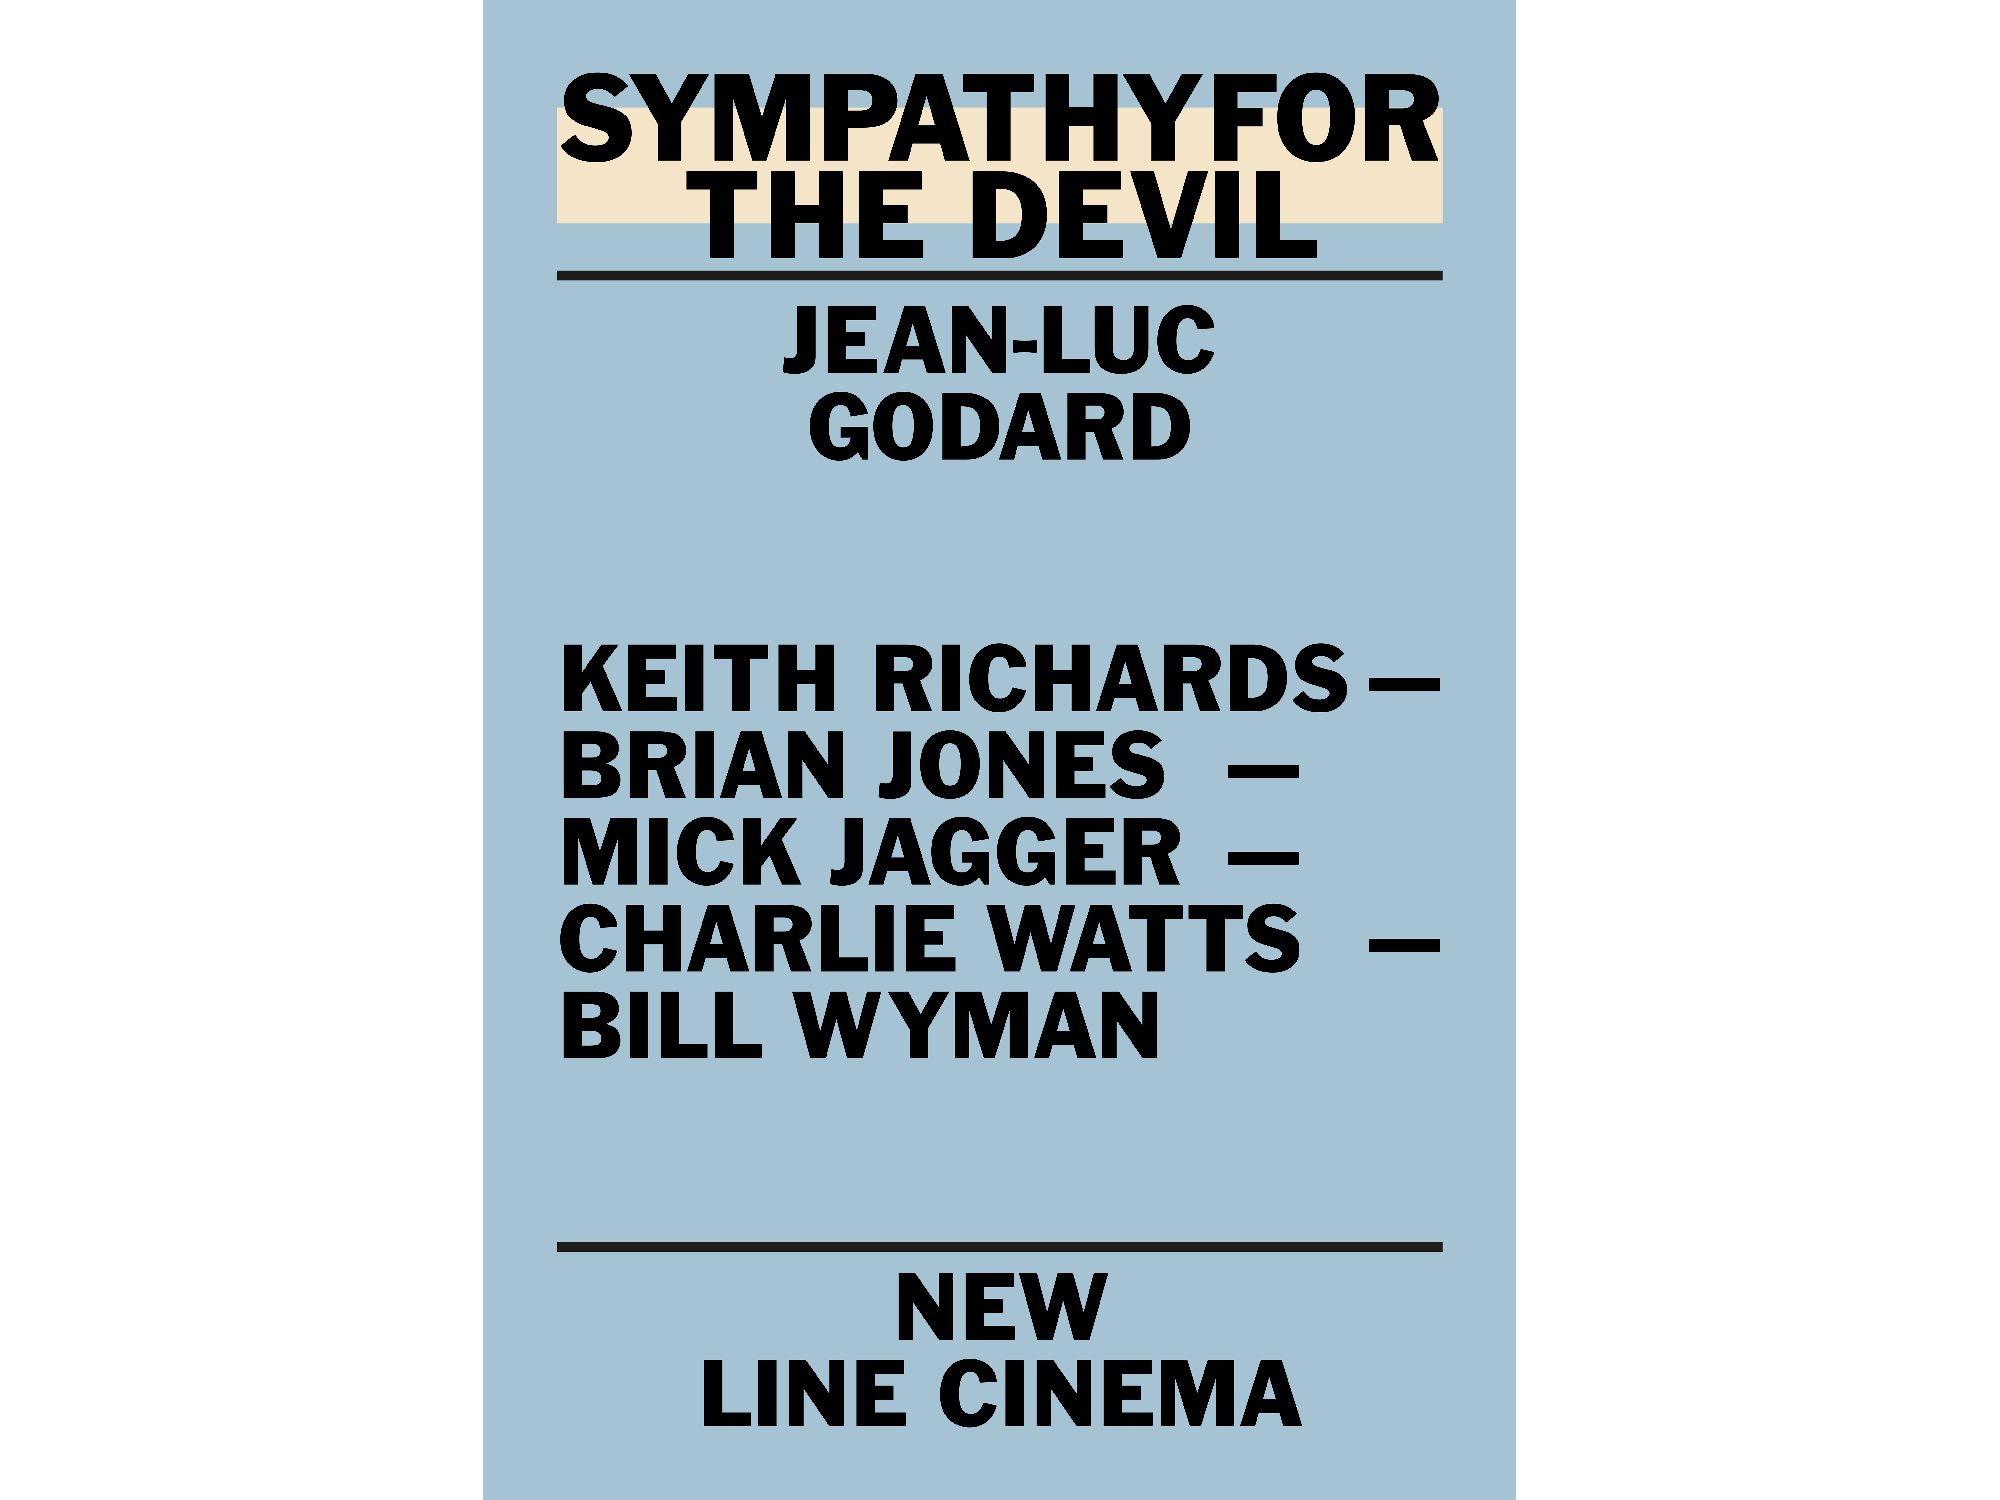 SYMPATHYFOR
THE DEVIL
JEAN-LUC
GODARD
KEITH RICHARDS —
BRIAN JONES —
MICK JAGGER —
CHARLIE WATTS —
BILL WYMAN
NEW
LINE CINEMA